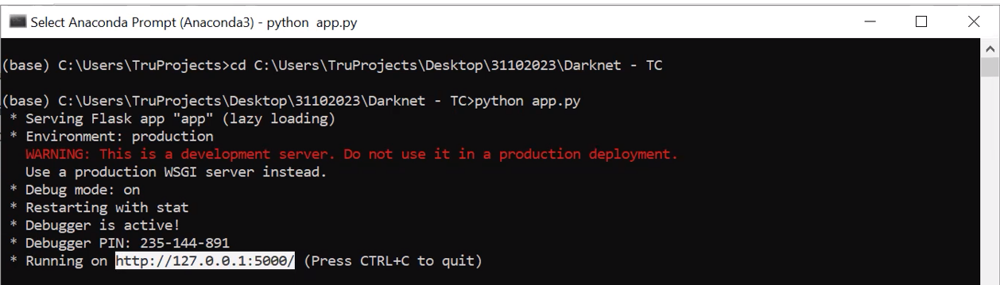 Select Anaconda Prompt (Anaconda3) - python  app.py
(base) C:\Users\TruProjects>cd C:\Users\TruProjects\Desktop\31102023\Darknet - TC
(base) C:\Users\TruProjects\Desktop\31102023\Darknet - TC>python app.py
 * Serving Flask app "app" (lazy loading)
 * Environment: production
   WARNING: This is a development server. Do not use it in a production deployment.
   Use a production WSGI server instead.
 * Debug mode: on
 * Restarting with stat
 * Debugger is active!
 * Debugger PIN: 235-144-891
 * Running on http://127.0.0.1:5000/ (Press CTRL+C to quit)